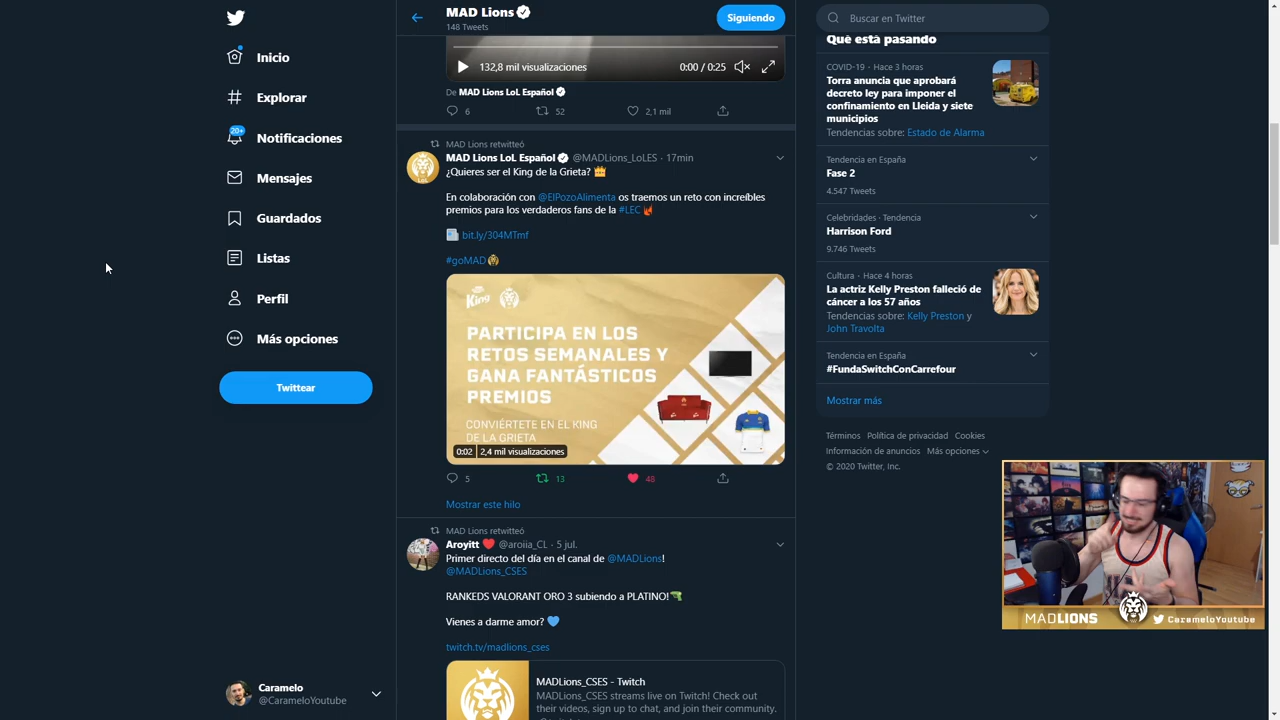 Inicio
Explorar
20+
Notificaciones
Mensajes
Guardados
Listas
Perfil
Más opciones
Twittear
Caramelo
@CarameloYoutube
MAD Lions
148 Tweets
Siguiendo
132,8 mil visualizaciones
0:00 / 0:25
De MAD Lions LoL Español
6
52
2,1 mil
MAD Lions retwitteó
MAD Lions LoL Español @MADLions_LoLES · 17min
¿Quieres ser el King de la Grieta? 👑
En colaboración con @ElPozoAlimenta os traemos un reto con increíbles
premios para los verdaderos fans de la #LEC
bit.ly/304MTmf
#goMAD
King
PARTICIPA EN LOS
RETOS SEMANALES Y
GANA FANTÁSTICOS
PREMIOS
CONVIÉRTETE EN EL KING
DE LA GRIETA
0:02 | 2,4 mil visualizaciones
5
13
48
Mostrar este hilo
MAD Lions retwitteó
Aroyitt ❤️ @aroiia_CL · 5 jul.
Primer directo del día en el canal de @MADLions!
@MADLions_CSES
RANKEDS VALORANT ORO 3 subiendo a PLATINO!🔫
Vienes a darme amor? 💙
twitch.tv/madlions_cses
MADLions_CSES - Twitch
MADLions_CSES streams live on Twitch! Check out
their videos, sign up to chat, and join their community.
Buscar en Twitter
Qué está pasando
COVID-19 · Hace 3 horas
Torra anuncia que aprobará
decreto ley para imponer el
confinamiento en Lleida y siete
municipios
Tendencias sobre: Estado de Alarma
Tendencia en España
Fase 2
4.547 Tweets
Celebridades · Tendencia
Harrison Ford
9.746 Tweets
Cultura · Hace 4 horas
La actriz Kelly Preston falleció de
cáncer a los 57 años
Tendencias sobre: Kelly Preston y
John Travolta
Tendencia en España
#FundaSwitchConCarrefour
Mostrar más
Términos Política de privacidad Cookies
Información de anuncios Más opciones
© 2020 Twitter, Inc.
MADLIONS
CarameloYoutube